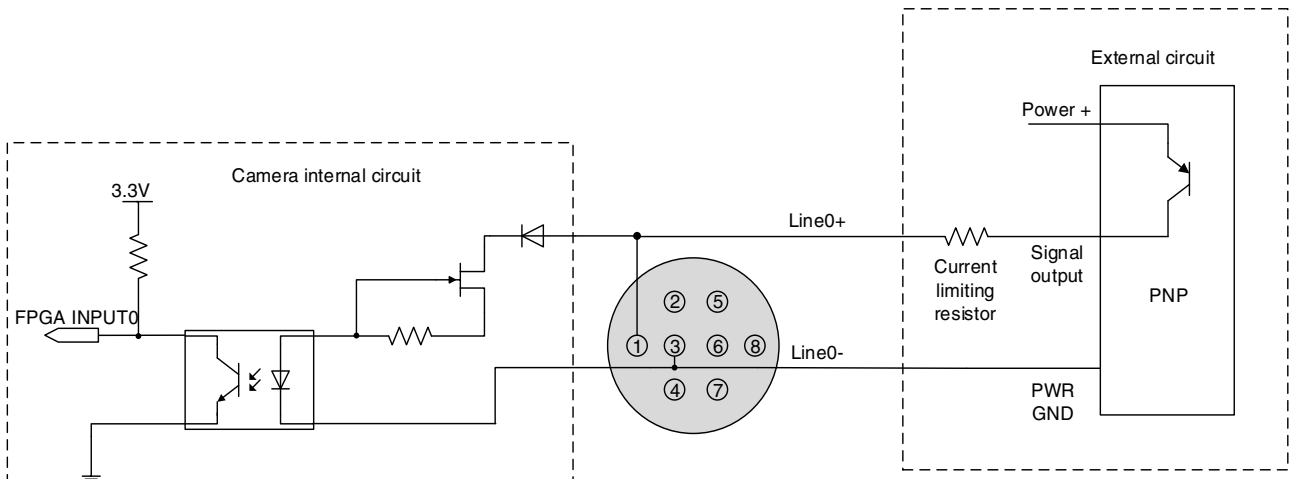 External circuit
Power +
Camera internal circuit
3.3V
Line0+
Current
limiting
resistor
Signal
output
PNP
FPGA INPUT0
2 5
1 3 6 8
4 7
Line0-
PWR
GND